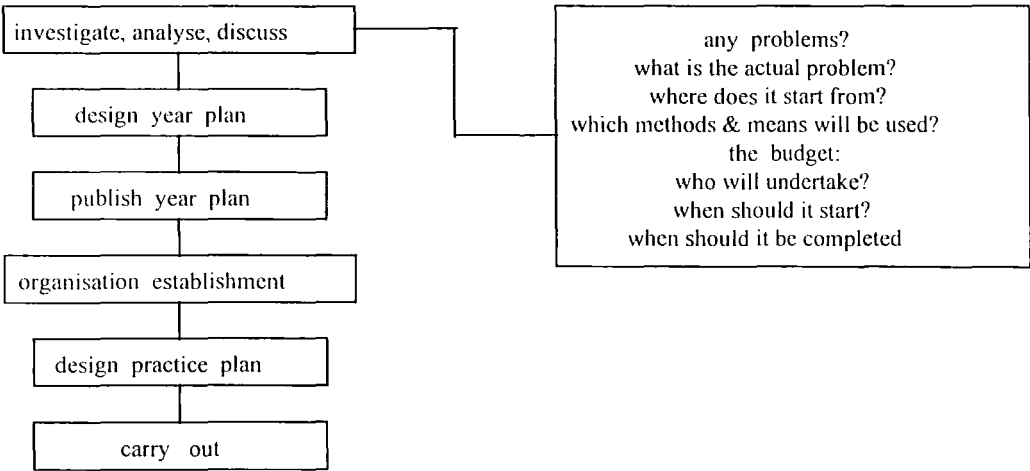 investigate, analyse, discuss
design year plan
publish year plan
organisation establishment
design practice plan
carry out
any problems?
what is the actual problem?
where does it start from?
which methods & means will be used?
the budget:
who will undertake?
when should it start?
when should it be completed